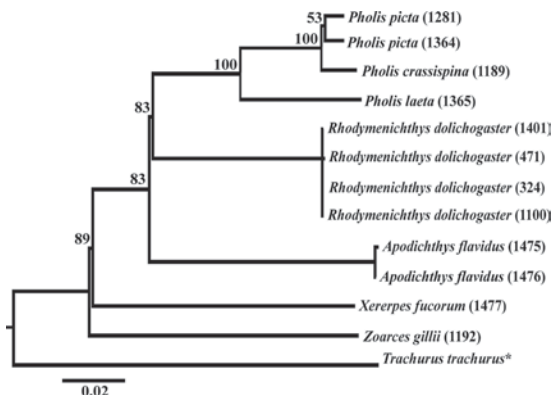 53
Pholis picta (1281)
100
Pholis picta (1364)
100
Pholis crassispina (1189)
Pholis laeta (1365)
83
Rhodymenichthys dolichogaster (1401)
Rhodymenichthys dolichogaster (471)
83
Rhodymenichthys dolichogaster (324)
Rhodymenichthys dolichogaster (1100)
89
Apodichthys flavidus (1475)
Apodichthys flavidus (1476)
Xererpes fucorum (1477)
Zoarces gillii (1192)
Trachurus trachurus*
0.02